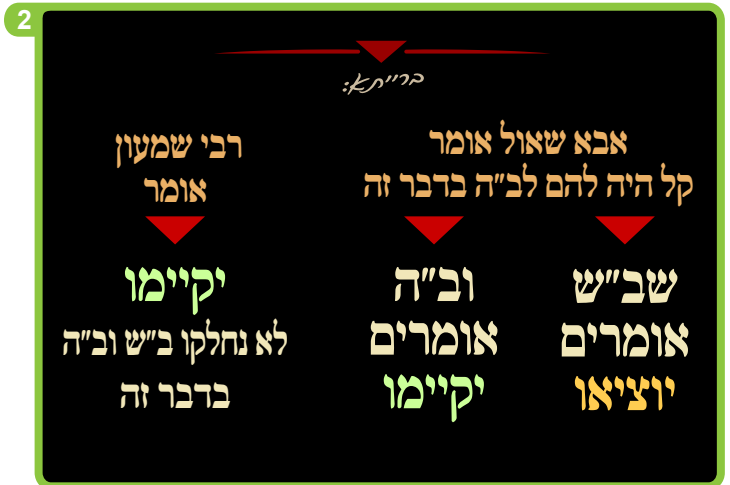 2
ברייתא:
אבא שאול אומר
קל היה להם לב"ה בדבר זה
שב"ש
אומרים
יוציאו
וב"ה
אומרים
יקיימו
רבי שמעון
אומר
יקיימו
לא נחלקו ב"ש וב"ה
בדבר זה